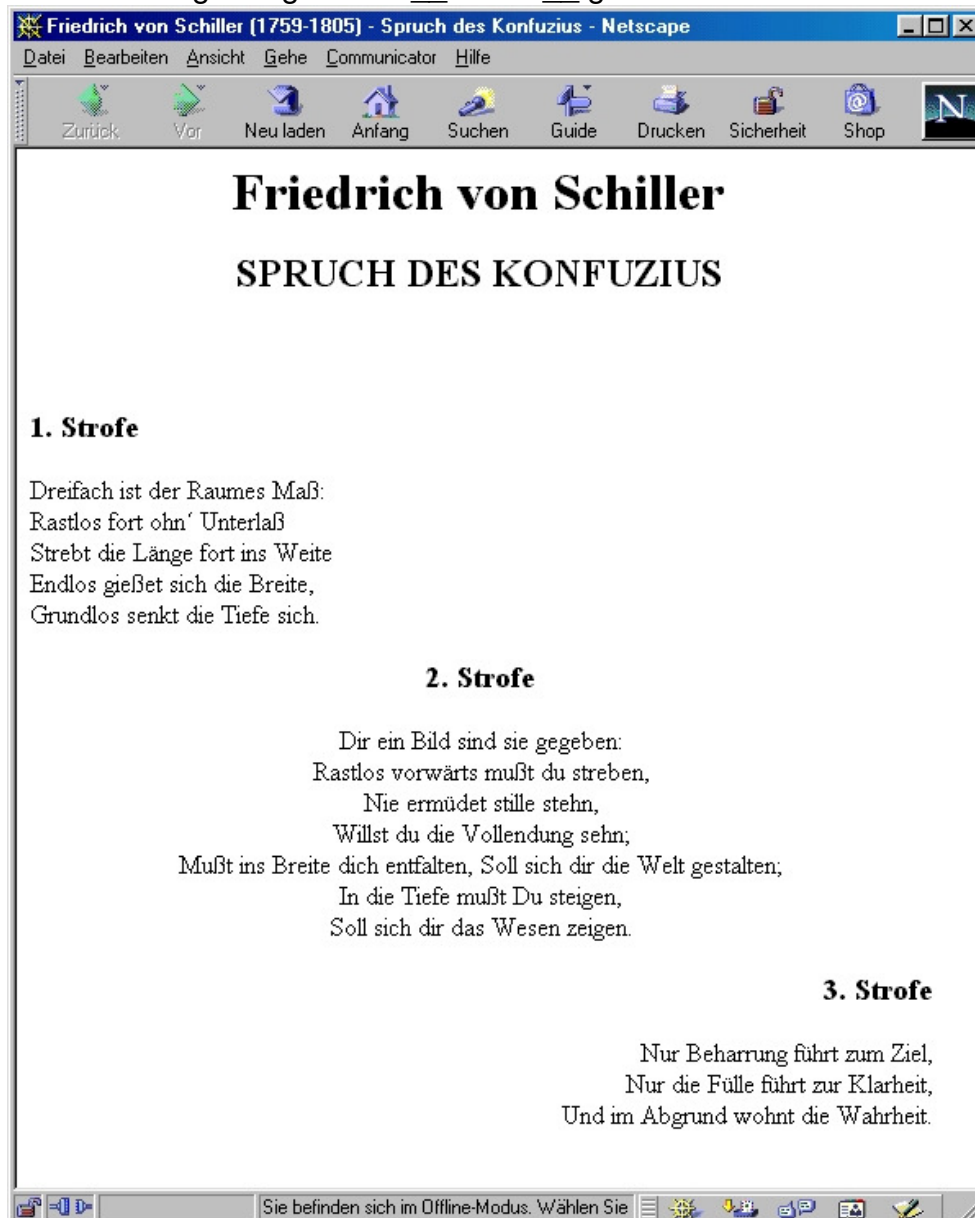 Friedrich von Schiller (1759-1805) - Spruch des Konfuzius - Netscape
Datei Bearbeiten Ansicht Gehe Communicator Hilfe
Zurück Vor Neu laden Anfang Suchen Guide Drucken Sicherheit Shop N
Friedrich von Schiller
SPRUCH DES KONFUZIUS
1. Strofe
Dreifach ist der Raumes Maß:
Rastlos fort ohn´ Unterlaß
Strebt die Länge fort ins Weite
Endlos gießet sich die Breite,
Grundlos senkt die Tiefe sich.
2. Strofe
Dir ein Bild sind sie gegeben:
Rastlos vorwärts mußt du streben,
Nie ermüdet stille stehn,
Willst du die Vollendung sehn;
Mußt ins Breite dich entfalten, Soll sich dir die Welt gestalten;
In die Tiefe mußt Du steigen,
Soll sich dir das Wesen zeigen.
3. Strofe
Nur Beharrung führt zum Ziel,
Nur die Fülle führt zur Klarheit,
Und im Abgrund wohnt die Wahrheit.
Sie befinden sich im Offline-Modus. Wählen Sie